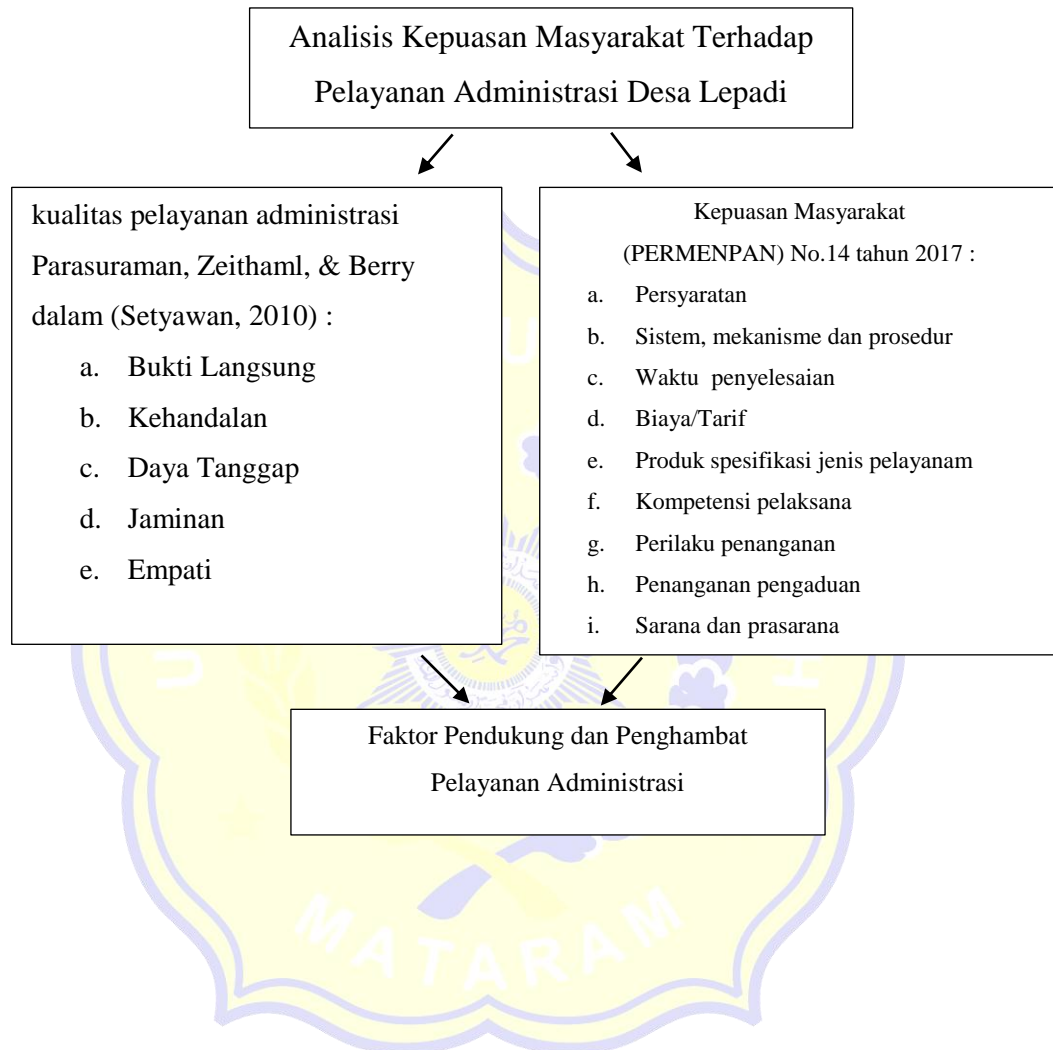 Analisis Kepuasan Masyarakat Terhadap
Pelayanan Administrasi Desa Lepadi
kualitas pelayanan administrasi
Parasuraman, Zeithaml, & Berry
dalam (Setyawan, 2010) :
a. Bukti Langsung
b. Kehandalan
c. Daya Tanggap
d. Jaminan
e. Empati
Kepuasan Masyarakat
(PERMENPAN) No.14 tahun 2017 :
a. Persyaratan
b. Sistem, mekanisme dan prosedur
c. Waktu penyelesaian
d. Biaya/Tarif
e. Produk spesifikasi jenis pelayanam
f. Kompetensi pelaksana
g. Perilaku penanganan
h. Penanganan pengaduan
i. Sarana dan prasarana
Faktor Pendukung dan Penghambat
Pelayanan Administrasi
MATARAM